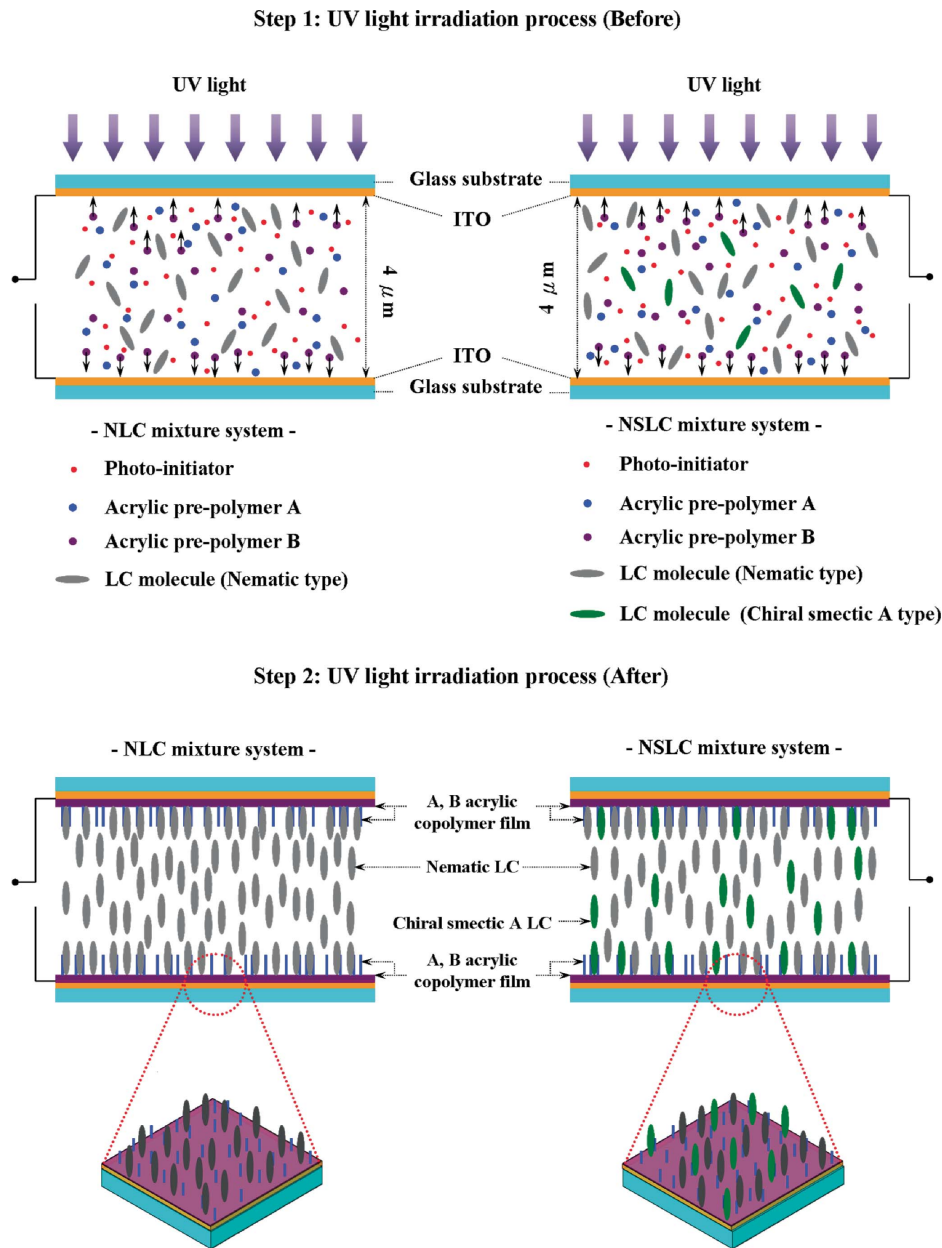 Step 1: UV light irradiation process (Before)
UV light
UV light
Glass substrate
ITO
4 μm
4 μm
ITO
Glass substrate
- NLC mixture system -
Photo-initiator
Acrylic pre-polymer A
Acrylic pre-polymer B
LC molecule (Nematic type)
- NSLC mixture system -
Photo-initiator
Acrylic pre-polymer A
Acrylic pre-polymer B
LC molecule (Nematic type)
LC molecule (Chiral smectic A type)
Step 2: UV light irradiation process (After)
- NLC mixture system -
- NSLC mixture system -
A, B acrylic
copolymer film
Nematic LC
Chiral smectic A LC
A, B acrylic
copolymer film